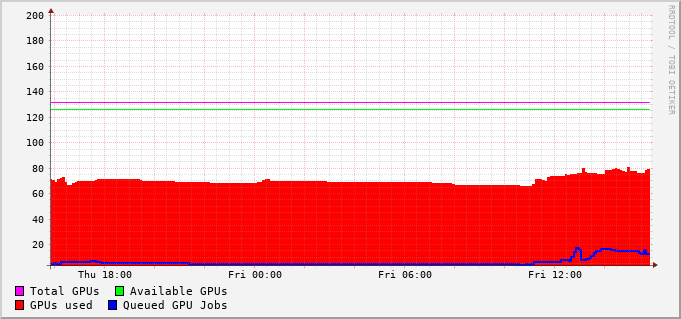 200
180
160
140
120
100
80
60
40
20
Thu 18:00 Fri 00:00 Fri 06:00 Fri 12:00
Total GPUs Available GPUs
GPUs used Queued GPU Jobs
RRDTOOL / TOBI OETIKER